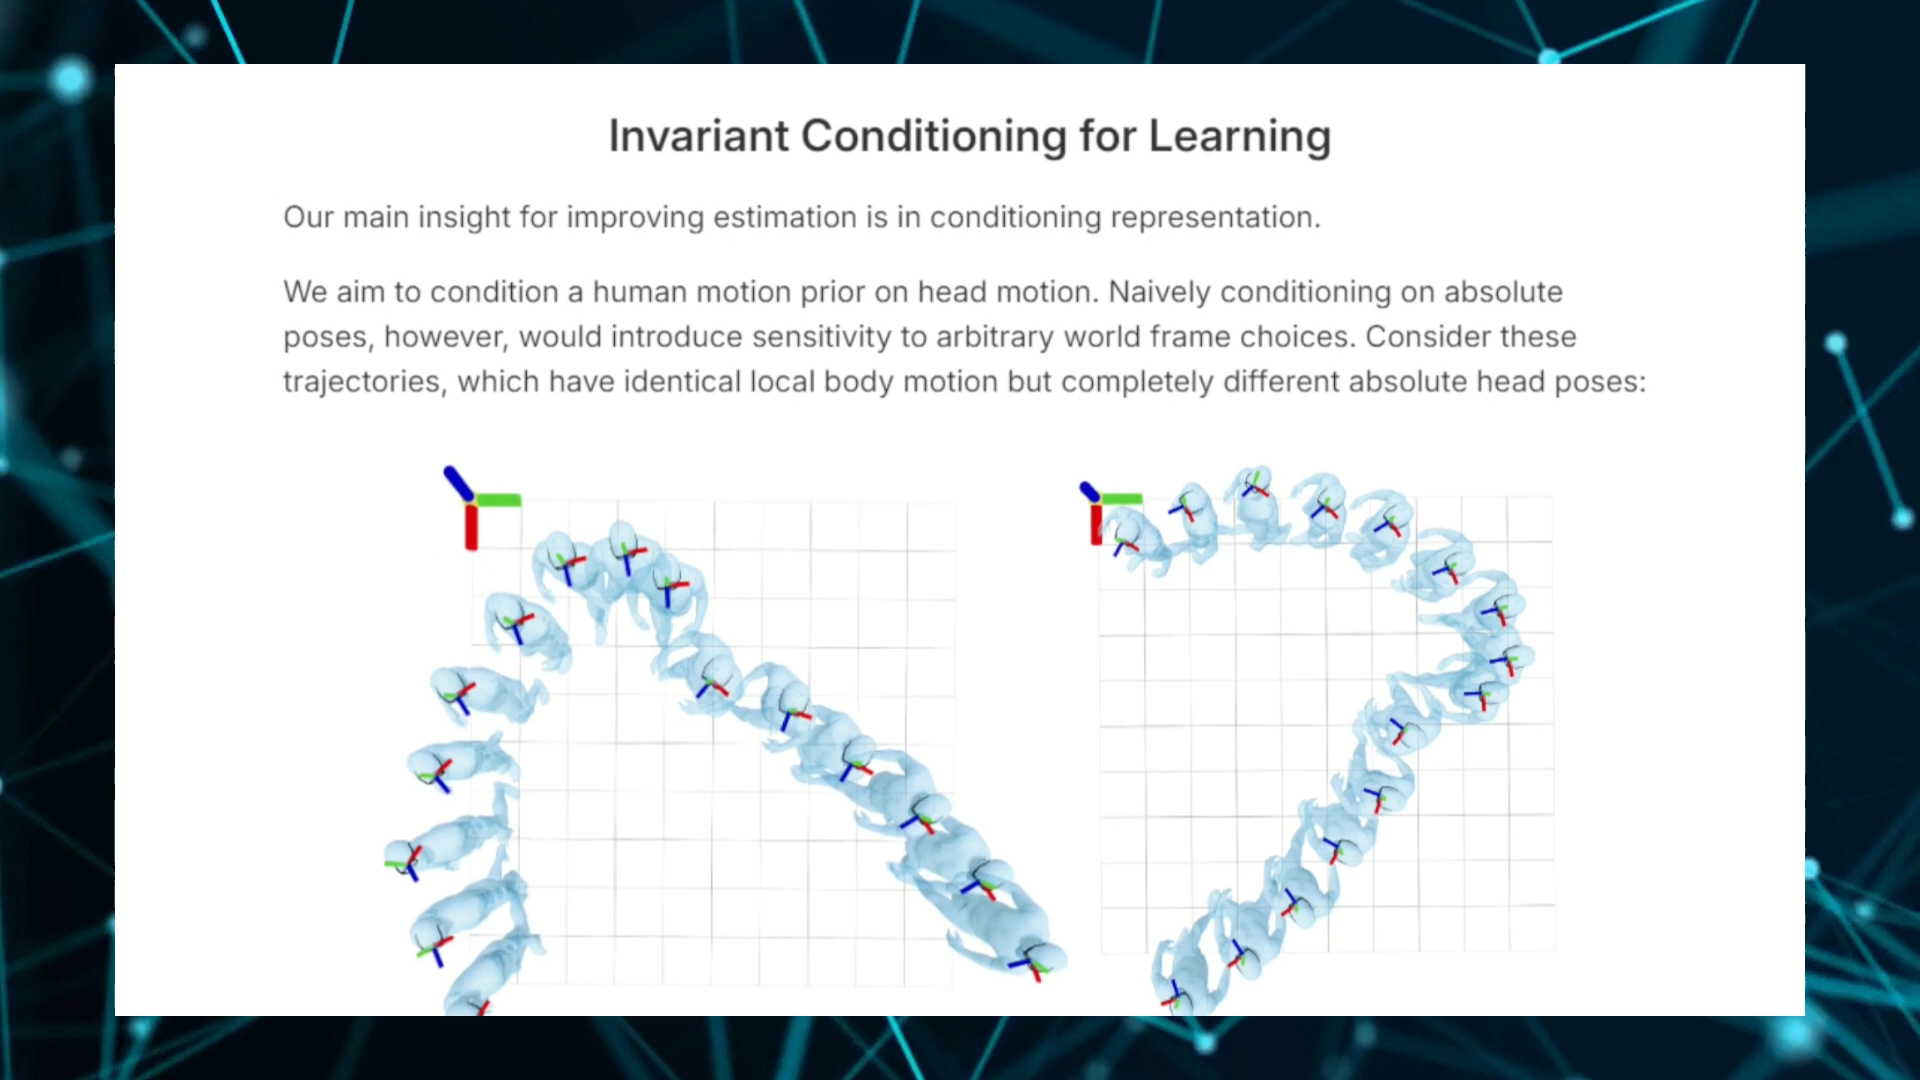 Invariant Conditioning for Learning
Our main insight for improving estimation is in conditioning representation.
We aim to condition a human motion prior on head motion. Naively conditioning on absolute
poses, however, would introduce sensitivity to arbitrary world frame choices. Consider these
trajectories, which have identical local body motion but completely different absolute head poses: